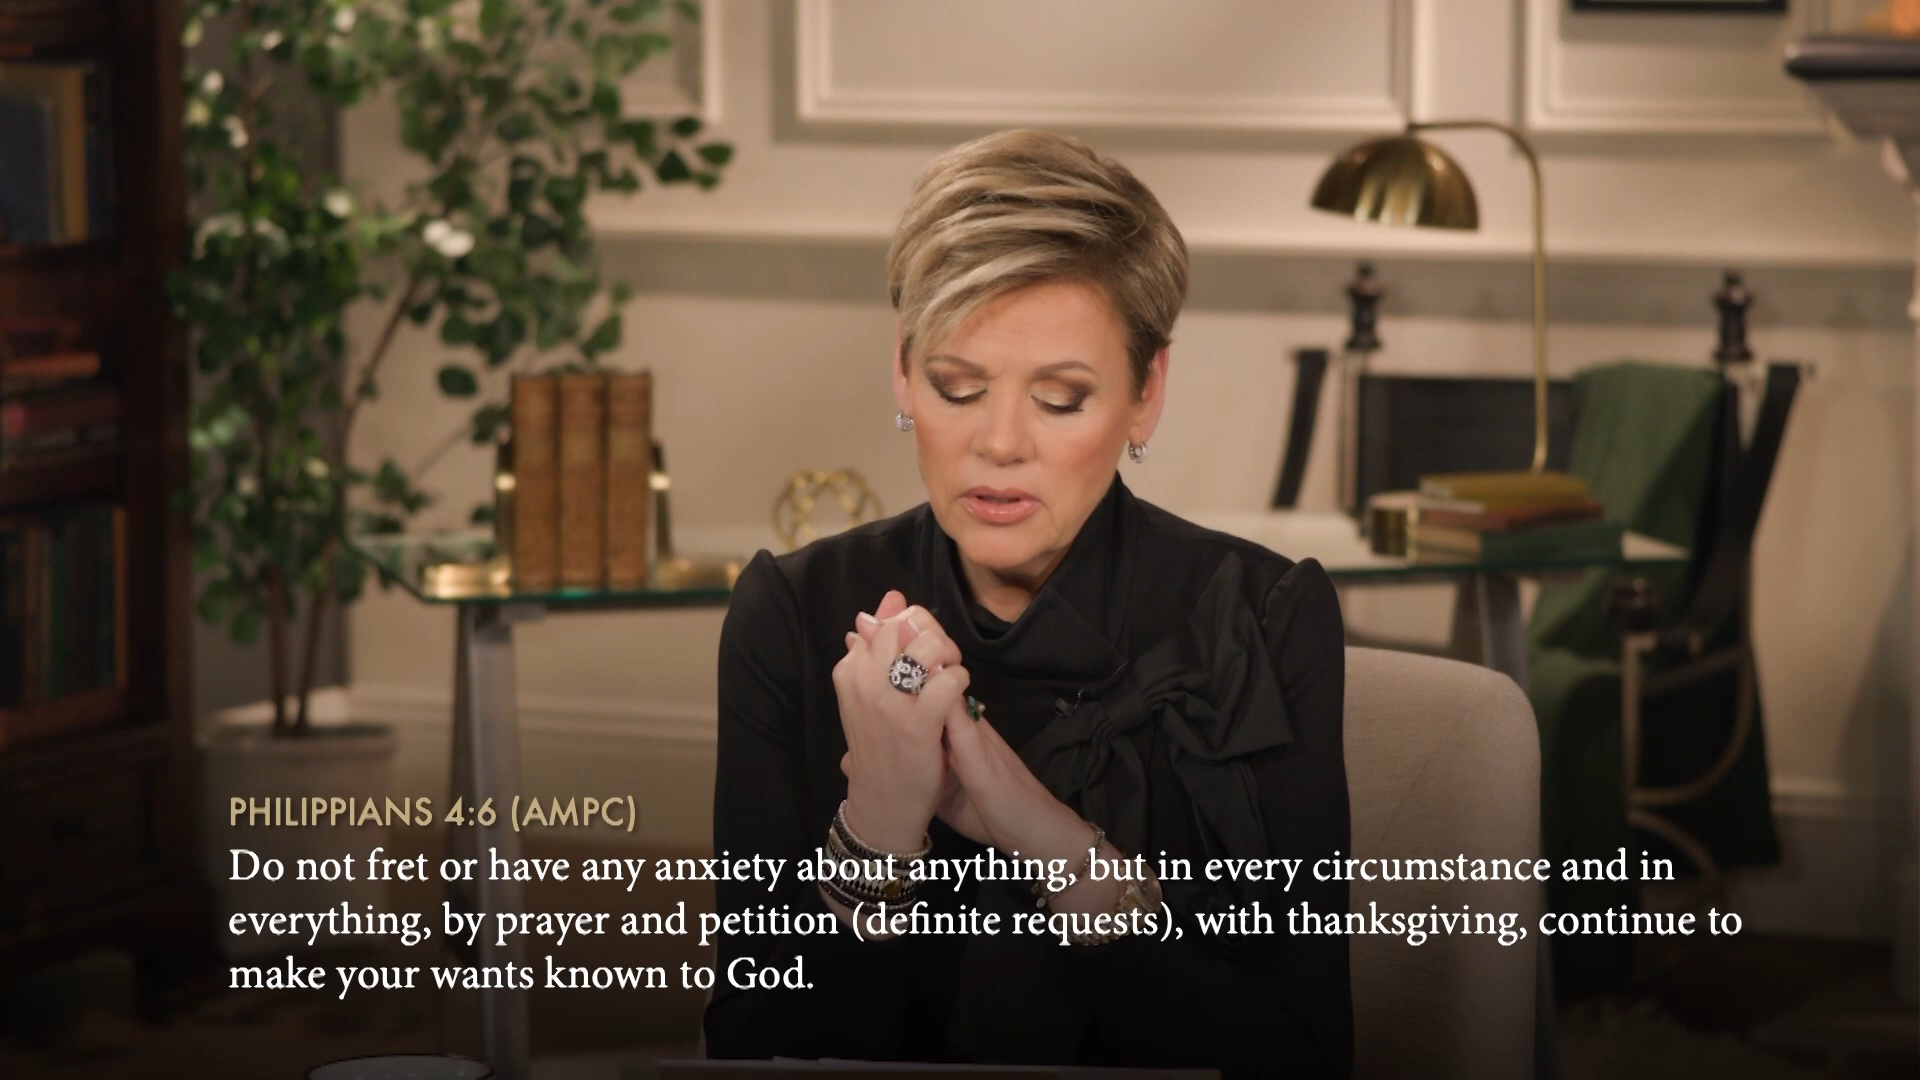 PHILIPPIANS 4:6 (AMPC)
Do not fret or have any anxiety about anything, but in every circumstance and in
everything, by prayer and petition (definite requests), with thanksgiving, continue to
make your wants known to God.